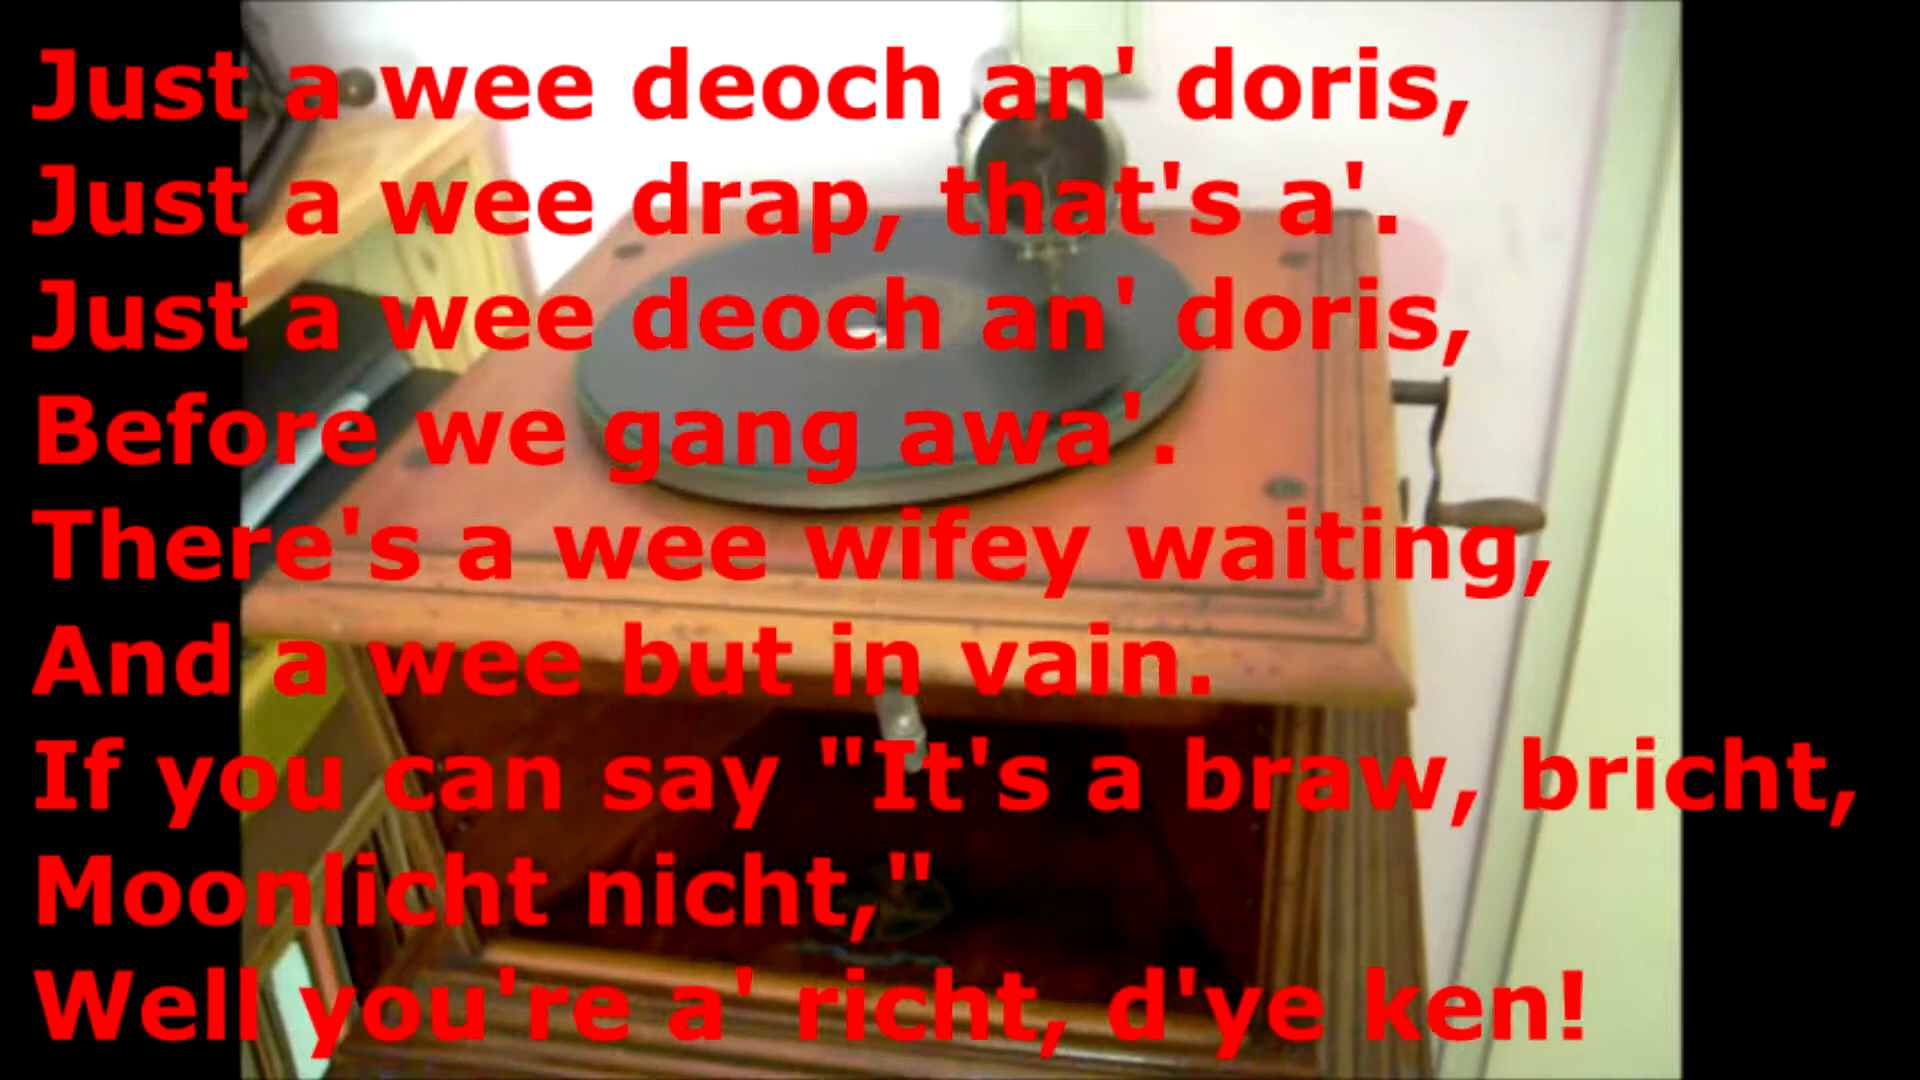 Just a wee deoch an' doris,
Just a wee drap, that's a'.
Just a wee deoch an' doris,
Before we gang awa'.
There's a wee wifey waiting,
And a wee but in vain.
If you can say "It's a braw, bricht,
Moonlicht nicht,"
Well you're a' richt, d'ye ken!